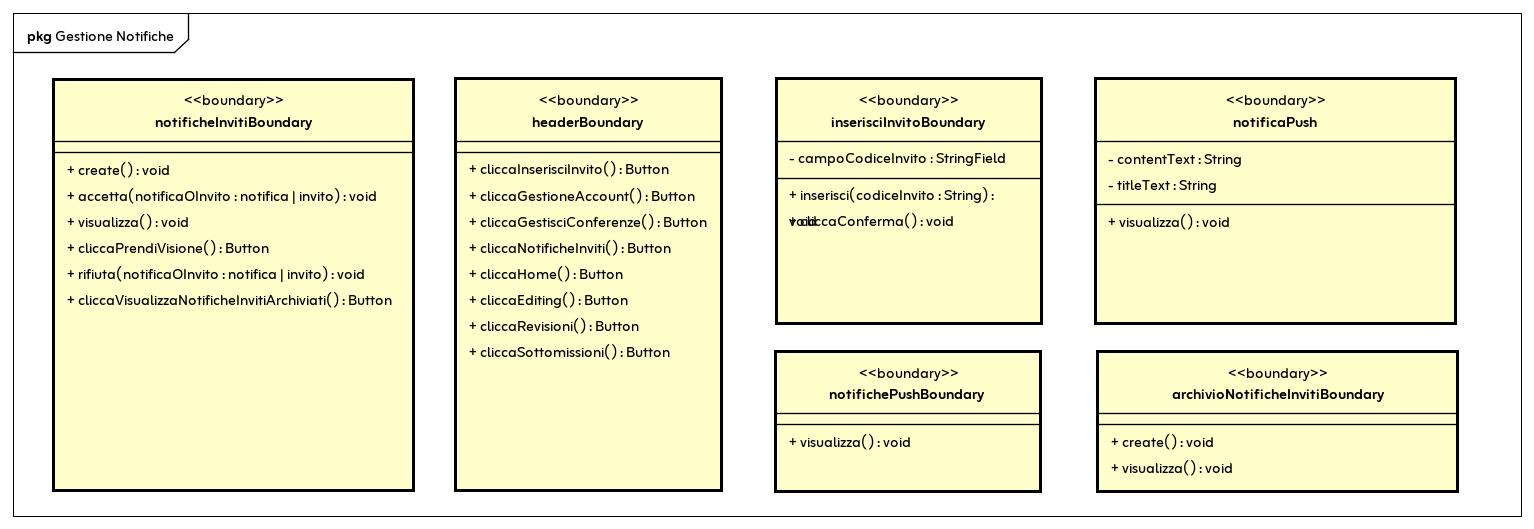 pkg Gestione Notifiche
<<boundary>>
notificheInvitiBoundary
+ create() : void
+ accetta(notificaOInvito : notifica | invito) : void
+ visualizza() : void
+ cliccaPrendiVisione() : Button
+ rifiuta(notificaOInvito : notifica | invito) : void
+ cliccaVisualizzaNotificheInvitiArchiviati() : Button
<<boundary>>
headerBoundary
+ cliccaInserisciInvito() : Button
+ cliccaGestioneAccount() : Button
+ cliccaGestisciConferenze() : Button
+ cliccaNotificheInviti() : Button
+ cliccaHome() : Button
+ cliccaEditing() : Button
+ cliccaRevisioni() : Button
+ cliccaSottomissioni() : Button
<<boundary>>
inserisciInvitoBoundary
- campoCodiceInvito : StringField
+ inserisci(codiceInvito : String) :
void
+ cliccaConferma() : void
<<boundary>>
notificaPush
- contentText : String
- titleText : String
+ visualizza() : void
<<boundary>>
notifichePushBoundary
+ visualizza() : void
<<boundary>>
archivioNotificheInvitiBoundary
+ create() : void
+ visualizza() : void